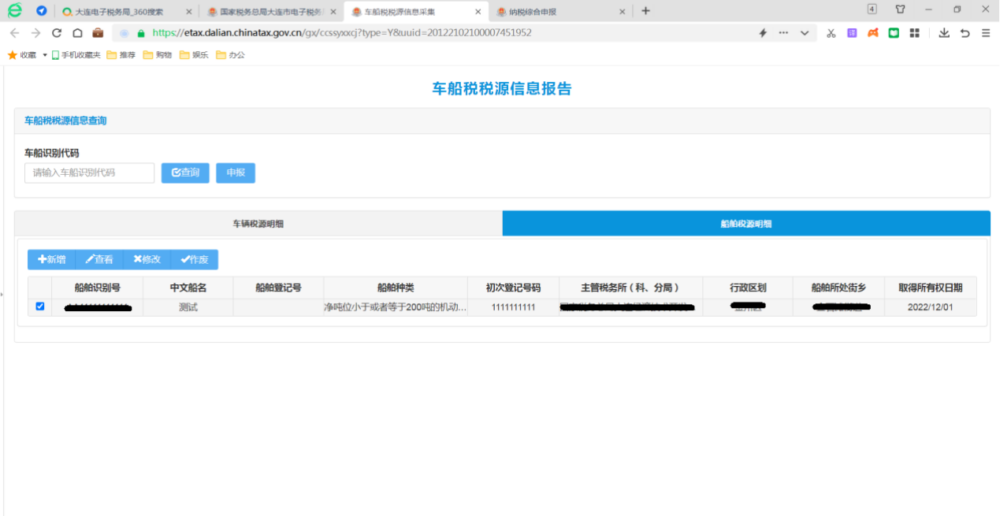 大连电子税务局_360搜索
国家税务总局大连市电子税务
车船税税源信息采集
纳税综合申报
4
https://etax.dalian.chinatax.gov.cn/gx/ccssyxxcj?type=Y&uuid=20122102100007451952
收藏 手机收藏夹 推荐 购物 娱乐 办公
车船税税源信息报告
车船税税源信息查询
车船识别代码
请输入车船识别代码 查询 申报
车辆税源明细 船舶税源明细
新增 查看 修改 作废
船舶识别号 中文船名 船舶登记号 船舶种类 初次登记号码 主管税务所（科、分局） 行政区划 船舶所处街乡 取得所有权日期
测试 净吨位小于或者等于200吨的机动... 1111111111 2022/12/01